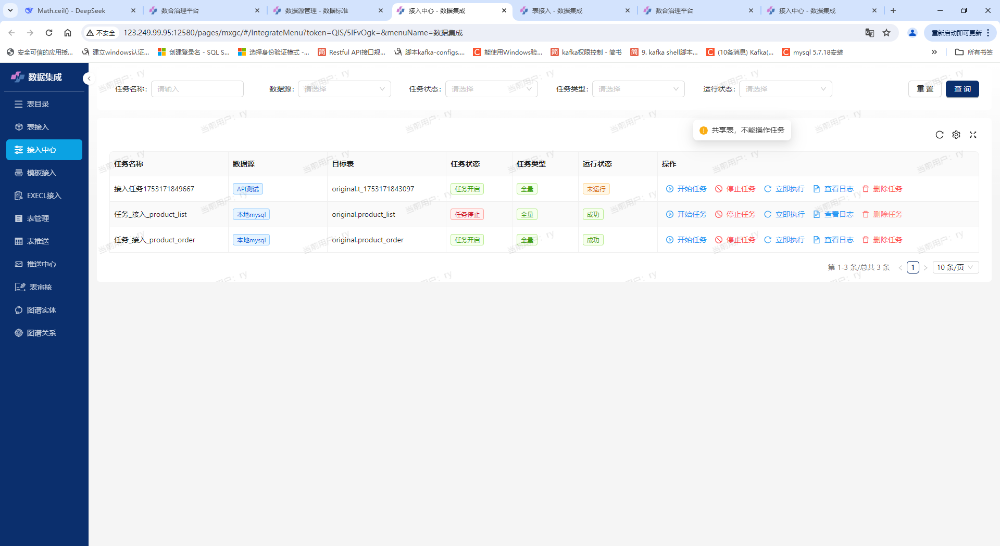 Math.ceil() - DeepSeek
数合治理平台
数据源管理 - 数据标准
接入中心 - 数据集成
表接入 - 数据集成
数合治理平台
接入中心 - 数据集成
不安全
123.249.99.95:12580/pages/mxgc/#/integrateMenu?token=QIS/5iFvOgk=&menuName=数据集成
重新启动即可更新
安全可信的应用授...
建立windows认证...
创建登录名 - SQL S...
选择身份验证模式 -...
Restful API接口规...
脚本kafka-configs....
能使用Windows验...
kafka权限控制 - 简书
9. kafka shell脚本...
(10条消息) Kafka(...
mysql 5.7.18安装
所有书签
数据集成
表目录
表接入
接入中心
模板接入
EXECL接入
表管理
表推送
推送中心
表审核
图谱实体
图谱关系
任务名称: 请输入 数据源: 请选择 任务状态: 请选择 任务类型: 请选择 运行状态: 请选择 重 置 查 询
共享表，不能操作任务
任务名称 数据源 目标表 任务状态 任务类型 运行状态 操作
接入任务1753171849667 API测试 original.t_1753171843097 任务开启 全量 未运行 开始任务 停止任务 立即执行 查看日志 删除任务
任务_接入_product_list 本地mysql original.product_list 任务停止 全量 成功 开始任务 停止任务 立即执行 查看日志 删除任务
任务_接入_product_order 本地mysql original.product_order 任务开启 全量 成功 开始任务 停止任务 立即执行 查看日志 删除任务
第 1-3 条/总共 3 条 1 10 条/页
当前用户：ry